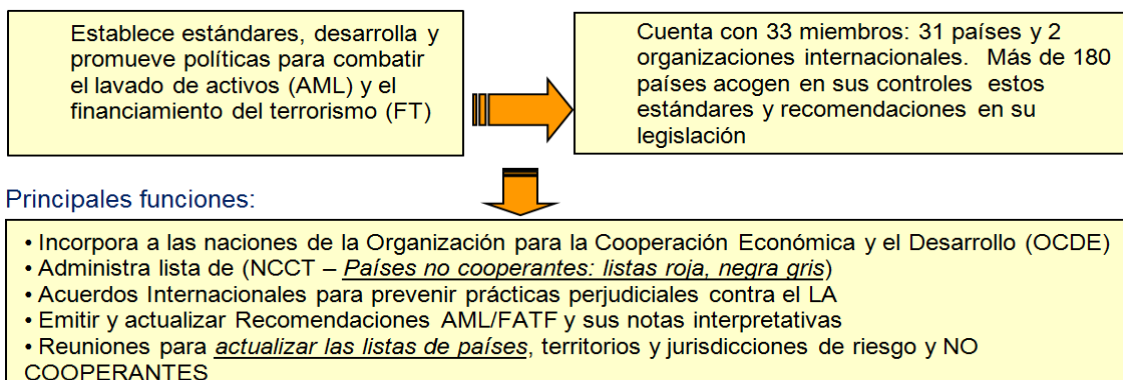 Establece estándares, desarrolla y
promueve políticas para combatir
el lavado de activos (AML) y el
financiamiento del terrorismo (FT)
Cuenta con 33 miembros: 31 países y 2
organizaciones internacionales. Más de 180
países acogen en sus controles estos
estándares y recomendaciones en su
legislación
Principales funciones:
• Incorpora a las naciones de la Organización para la Cooperación Económica y el Desarrollo (OCDE)
• Administra lista de (NCCT – Países no cooperantes: listas roja, negra gris)
• Acuerdos Internacionales para prevenir prácticas perjudiciales contra el LA
• Emitir y actualizar Recomendaciones AML/FATF y sus notas interpretativas
• Reuniones para actualizar las listas de países, territorios y jurisdicciones de riesgo y NO
COOPERANTES